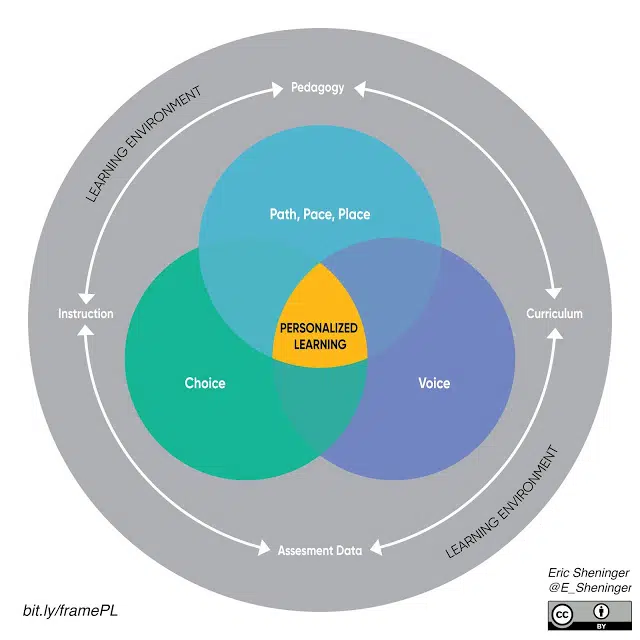 LEARNING ENVIRONMENT
Pedagogy
Path, Pace, Place
Instruction
Curriculum
PERSONALIZED
LEARNING
Choice
Voice
LEARNING ENVIRONMENT
Assesment Data
Eric Sheninger
@E_Sheninger
bit.ly/framePL
cc
BY